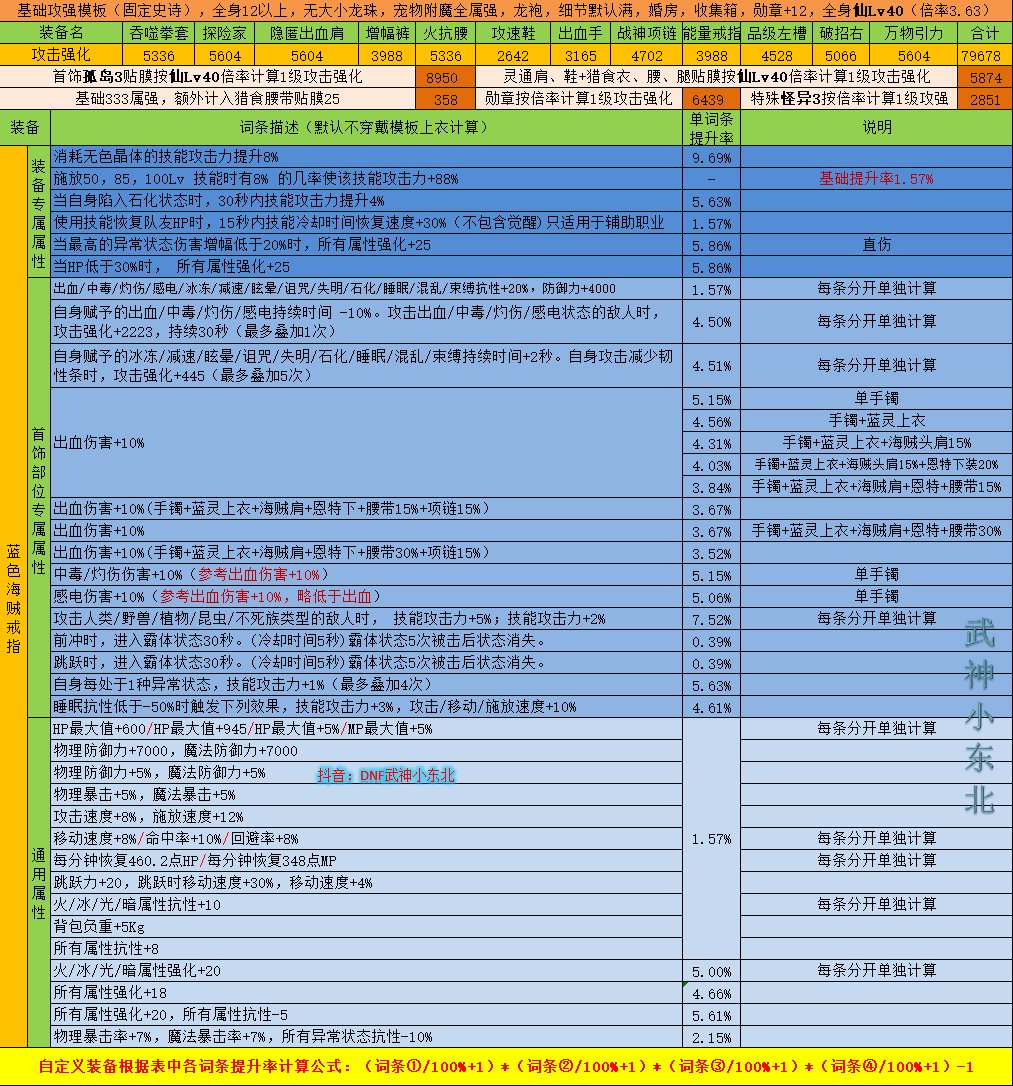 基础攻强模板（固定史诗），全身12以上，无大小龙珠，宠物附魔全属强，龙袍，细节默认满，婚房，收集箱，勋章+12，全身仙Lv40（倍率3.63）
装备名 吞噬拳套 探险家 隐匿出血肩 增幅裤 火抗腰 攻速鞋 出血手 战神项链 能量戒指 品级左槽 破招右 万物引力 合计
攻击强化 5336 5604 5604 3988 5336 2642 3165 4702 3988 4528 5066 5604 79678
首饰孤岛3贴膜按仙Lv40倍率计算1级攻击强化 8950 灵通肩、鞋+猎食衣、腰、腿贴膜按仙Lv40倍率计算1级攻击强化 5874
基础333属强，额外计入猎食腰带贴膜25 358 勋章按倍率计算1级攻击强化 6439 特殊怪异3按倍率计算1级攻强 2851
装备 词条描述（默认不穿戴模板上衣计算） 单词条提升率 说明
蓝色海贼戒指
装备专属属性
消耗无色晶体的技能攻击力提升8% 9.69%
施放50，85，100Lv 技能时有8% 的几率使该技能攻击力+88% - 基础提升率1.57%
当自身陷入石化状态时，30秒内技能攻击力提升4% 5.63%
使用技能恢复队友HP时，15秒内技能冷却时间恢复速度+30%（不包含觉醒）只适用于辅助职业 1.57%
当最高的异常状态伤害增幅低于20%时，所有属性强化+25 5.86% 直伤
当HP低于30%时， 所有属性强化+25 5.86%
首饰部位专属属性
出血/中毒/灼伤/感电/冰冻/减速/眩晕/诅咒/失明/石化/睡眠/混乱/束缚抗性+20%，防御力+4000 1.57% 每条分开单独计算
自身赋予的出血/中毒/灼伤/感电持续时间 -10%。攻击出血/中毒/灼伤/感电状态的敌人时，
攻击强化+2223，持续30秒（最多叠加1次） 4.50% 每条分开单独计算
自身赋予的冰冻/减速/眩晕/诅咒/失明/石化/睡眠/混乱/束缚持续时间+2秒。自身攻击减少韧
性条时，攻击强化+445（最多叠加5次） 4.51% 每条分开单独计算
出血伤害+10%
5.15% 单手镯
4.56% 手镯+蓝灵上衣
4.31% 手镯+蓝灵上衣+海贼头肩15%
4.03% 手镯+蓝灵上衣+海贼头肩15%+恩特下装20%
3.84% 手镯+蓝灵上衣+海贼肩+恩特+腰带15%
出血伤害+10%（手镯+蓝灵上衣+海贼肩+恩特下+腰带15%+项链15%） 3.67%
出血伤害+10% 3.67% 手镯+蓝灵上衣+海贼肩+恩特+腰带30%
出血伤害+10%（手镯+蓝灵上衣+海贼肩+恩特下+腰带30%+项链15%） 3.52%
中毒/灼伤伤害+10%（参考出血伤害+10%） 5.15% 单手镯
感电伤害+10%（参考出血伤害+10%，略低于出血） 5.06% 单手镯
攻击人类/野兽/植物/昆虫/不死族类型的敌人时， 技能攻击力+5%；技能攻击力+2% 7.52% 每条分开单独计算
前冲时，进入霸体状态30秒。（冷却时间5秒）霸体状态5次被击后状态消失。 0.39%
跳跃时，进入霸体状态30秒。（冷却时间5秒）霸体状态5次被击后状态消失。 0.39%
自身每处于1种异常状态，技能攻击力+1%（最多叠加4次） 5.63%
睡眠抗性低于-50%时触发下列效果，技能攻击力+3%，攻击/移动/施放速度+10% 4.61%
通用属性
HP最大值+600/HP最大值+945/HP最大值+5%/MP最大值+5% 每条分开单独计算
物理防御力+7000，魔法防御力+7000
物理防御力+5%，魔法防御力+5%
抖音：DNF武神小东北
物理暴击+5%，魔法暴击+5%
攻击速度+8%，施放速度+12%
移动速度+8%/命中率+10%/回避率+8% 1.57% 每条分开单独计算
每分钟恢复460.2点HP/每分钟恢复348点MP 每条分开单独计算
跳跃力+20，跳跃时移动速度+30%，移动速度+4%
火/冰/光/暗属性抗性+10 每条分开单独计算
背包负重+5Kg
所有属性抗性+8
火/冰/光/暗属性强化+20 5.00% 每条分开单独计算
所有属性强化+18 4.66%
所有属性强化+20，所有属性抗性-5 5.61%
物理暴击率+7%，魔法暴击率+7%，所有异常状态抗性-10% 2.15%
武神小东北
自定义装备根据表中各词条提升率计算公式：（词条①/100%+1）*（词条②/100%+1）*（词条③/100%+1）*（词条④/100%+1）-1